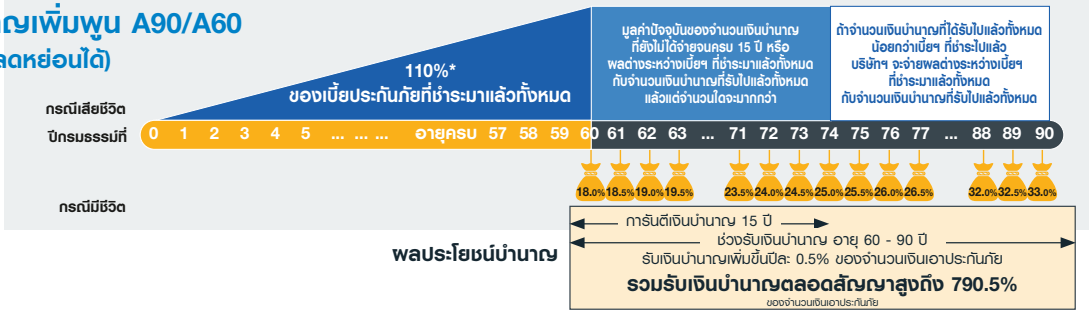 ญเพิ่มพูน A90/A60
ลดหย่อนได้)
110%*
ของเบี้ยประกันภัยที่ชำระมาแล้วทั้งหมด
มูลค่าปัจจุบันของจำนวนเงินบำนาญ
ที่ยังไม่ได้จ่ายจนครบ 15 ปี หรือ
ผลต่างระหว่างเบี้ยฯ ที่ชำระมาแล้วทั้งหมด
กับจำนวนเงินบำนาญที่รับไปแล้วทั้งหมด
แล้วแต่จำนวนใดจะมากกว่า
ถ้าจำนวนเงินบำนาญที่ได้รับไปแล้วทั้งหมด
น้อยกว่าเบี้ยฯ ที่ชำระไปแล้ว
บริษัทฯ จะจ่ายผลต่างระหว่างเบี้ยฯ
ที่ชำระมาแล้วทั้งหมด
กับจำนวนเงินบำนาญที่รับไปแล้วทั้งหมด
กรณีเสียชีวิต
ปีกรมธรรม์ที่ 0 1 2 3 4 5 ... ... ... อายุครบ 57 58 59 60 61 62 63 ... 71 72 73 74 75 76 77 ... 88 89 90
18.0% 18.5% 19.0% 19.5% 23.5% 24.0% 24.5% 25.0% 25.5% 26.0% 26.5% 32.0% 32.5% 33.0%
กรณีมีชีวิต
การันตีเงินบำนาญ 15 ปี
ผลประโยชน์บำนาญ
ช่วงรับเงินบำนาญ อายุ 60 - 90 ปี
รับเงินบำนาญเพิ่มขึ้นปีละ 0.5% ของจำนวนเงินเอาประกันภัย
รวมรับเงินบำนาญตลอดสัญญาสูงถึง 790.5%
ของจำนวนเงินเอาประกันภัย